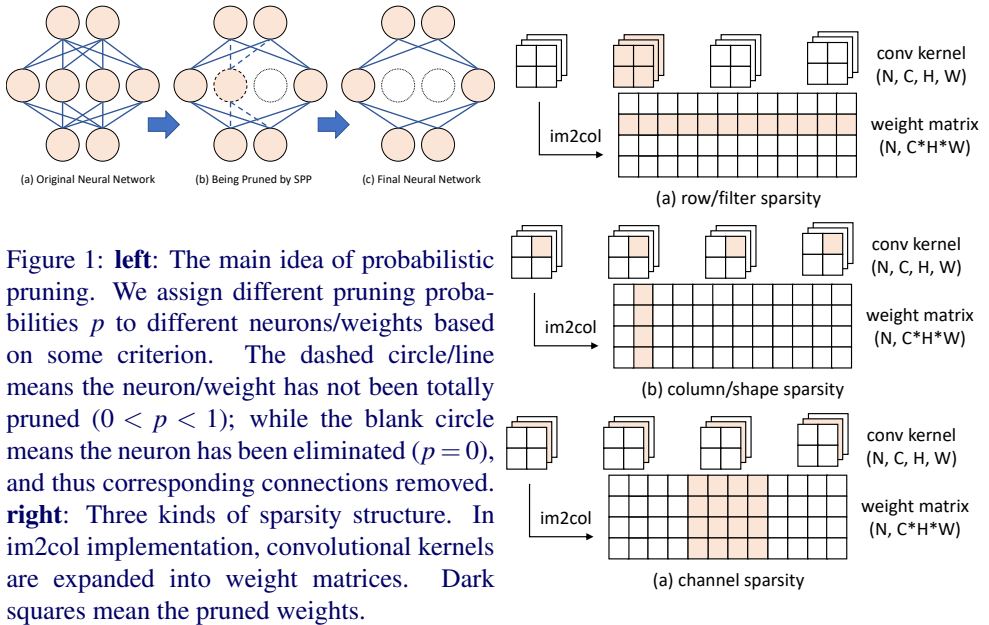 (a) Original Neural Network
(b) Being Pruned by SPP
(c) Final Neural Network
Figure 1: left: The main idea of probabilistic
pruning. We assign different pruning proba-
bilities p to different neurons/weights based
on some criterion. The dashed circle/line
means the neuron/weight has not been totally
pruned (0 < p < 1); while the blank circle
means the neuron has been eliminated (p = 0),
and thus corresponding connections removed.
right: Three kinds of sparsity structure. In
im2col implementation, convolutional kernels
are expanded into weight matrices. Dark
squares mean the pruned weights.
conv kernel
(N, C, H, W)
im2col
weight matrix
(N, C*H*W)
(a) row/filter sparsity
conv kernel
(N, C, H, W)
im2col
weight matrix
(N, C*H*W)
(b) column/shape sparsity
conv kernel
(N, C, H, W)
im2col
weight matrix
(N, C*H*W)
(a) channel sparsity